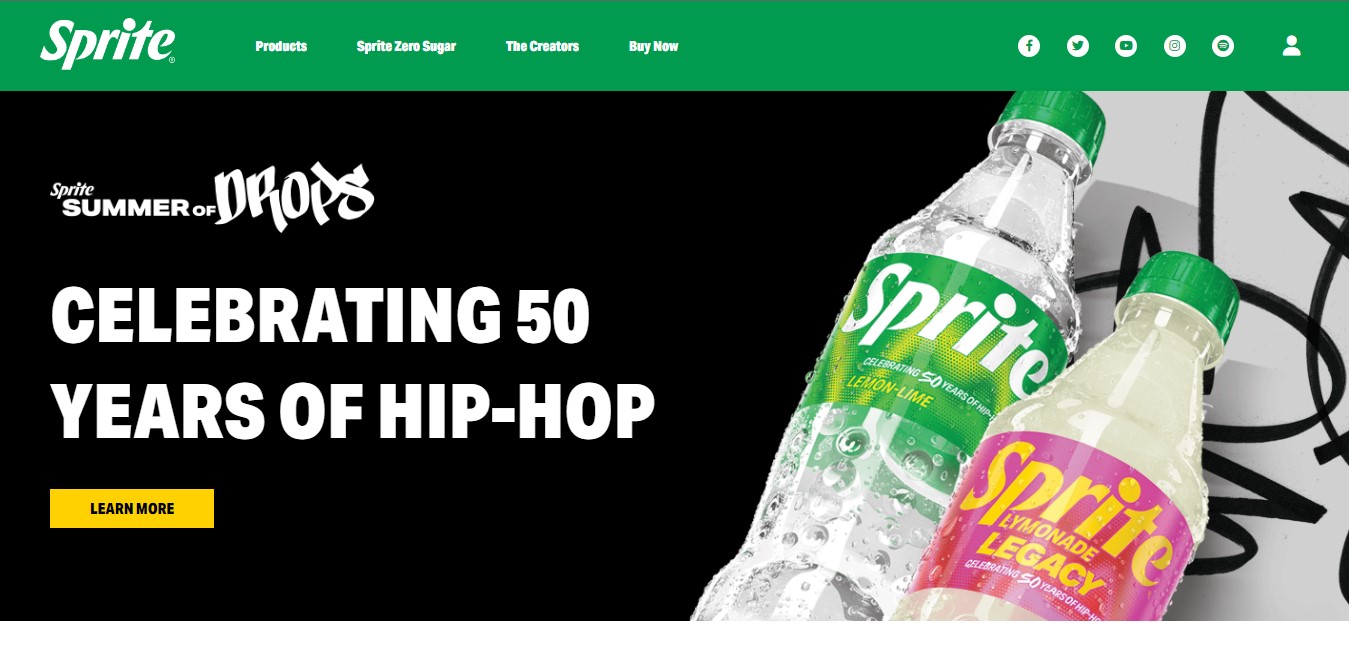 Sprite®
Products
Sprite Zero Sugar
The Creators
Buy Now
Sprite
SUMMER OF DROPS
CELEBRATING 50
YEARS OF HIP-HOP
LEARN MORE
Sprite
CELEBRATING 50 YEARS OF HIP-
LEMON-LIME
Sprite
LYMONADE
LEGACY
CELEBRATING 50 YEARS OF HIP-HO